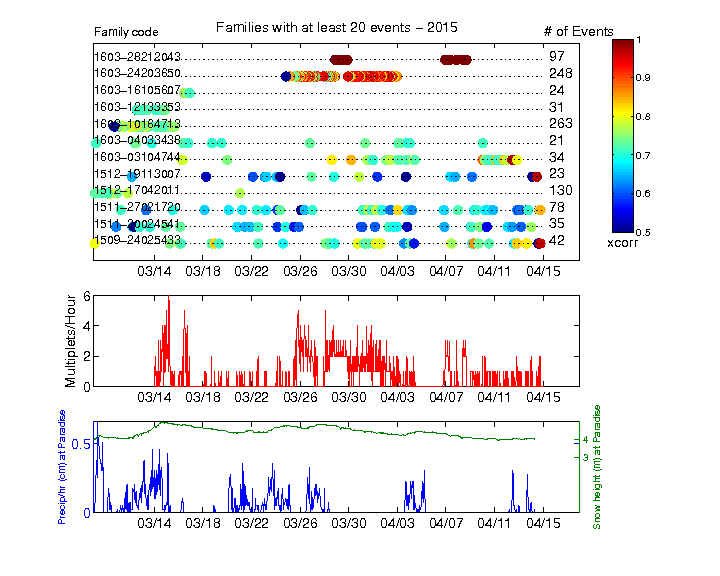 Families with at least 20 events – 2015
Family code
# of Events
1603–28212043 97
1603–24203650 248
1603–16105607 24
1603–12133353 31
1603–10184713 263
1603–04033438 21
1603–03104744 34
1512–19113007 23
1512–17042011 130
1511–27021720 78
1511–20024541 35
1509–24025433 42
03/14 03/18 03/22 03/26 03/30 04/03 04/07 04/11 04/15
1
0.9
0.8
0.7
0.6
0.5
xcorr
Multiplets/Hour
6
4
2
0
03/14 03/18 03/22 03/26 03/30 04/03 04/07 04/11 04/15
Precip/hr (cm) at Paradise
0.5
0
4
3
Snow height (m) at Paradise
03/14 03/18 03/22 03/26 03/30 04/03 04/07 04/11 04/15